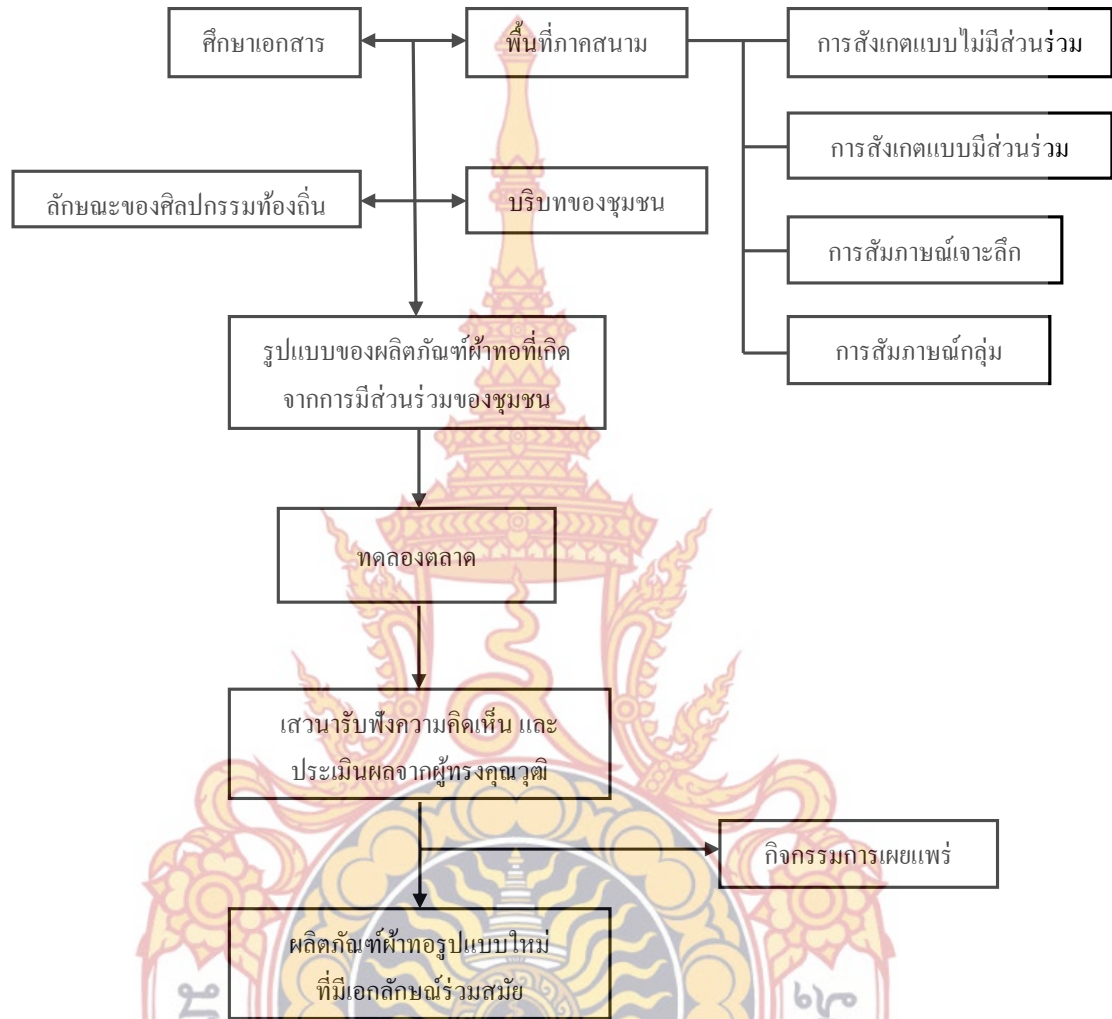 ศึกษาเอกสาร
พื้นที่ภาคสนาม
การสังเกตแบบไม่มีส่วนร่วม
การสังเกตแบบมีส่วนร่วม
ลักษณะของศิลปกรรมท้องถิ่น
บริบทของชุมชน
การสัมภาษณ์เจาะลึก
การสัมภาษณ์กลุ่ม
รูปแบบของผลิตภัณฑ์ผ้าทอที่เกิด
จากการมีส่วนร่วมของชุมชน
ทดลองตลาด
เสวนารับฟังความคิดเห็น และ
ประเมินผลจากผู้ทรงคุณวุฒิ
กิจกรรมการเผยแพร่
ผลิตภัณฑ์ผ้าทอรูปแบบใหม่
ที่มีเอกลักษณ์ร่วมสมัย